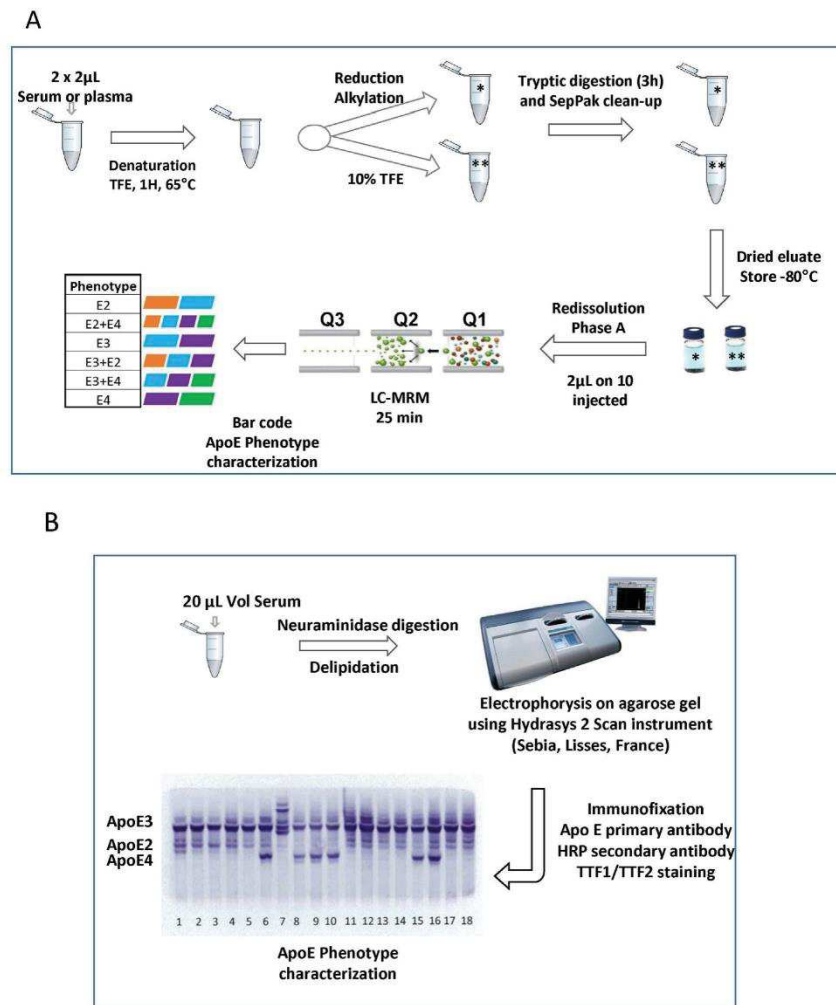 A
2 x 2µL
Serum or plasma
Denaturation
TFE, 1H, 65°C
Reduction
Alkylation
10% TFE
*
**
Tryptic digestion (3h)
and SepPak clean-up
*
**
Dried eluate
Store -80°C
*
**
Redissolution
Phase A
2µL on 10
injected
Q3
Q2
Q1
LC-MRM
25 min
Bar code
ApoE Phenotype
characterization
Phenotype
E2
E2+E4
E3
E3+E2
E3+E4
E4
B
20 µL Vol Serum
Neuraminidase digestion
Delipidation
Electrophorysis on agarose gel
using Hydrasys 2 Scan instrument
(Sebia, Lisses, France)
Immunofixation
Apo E primary antibody
HRP secondary antibody
TTF1/TTF2 staining
ApoE3
ApoE2
ApoE4
1 2 3 4 5 6 7 8 9 10 11 12 13 14 15 16 17 18
ApoE Phenotype
characterization